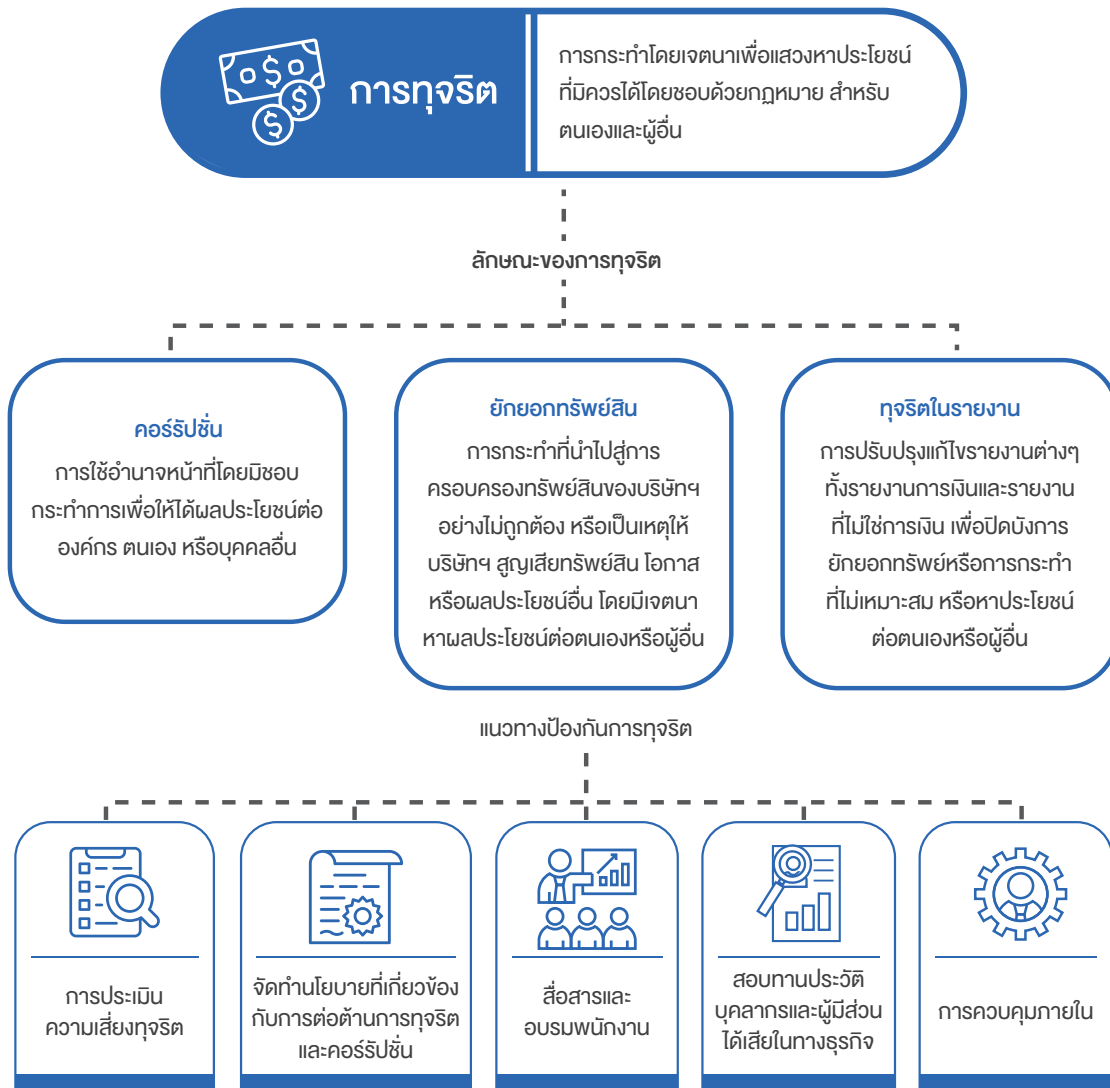 การทุจริต
การกระทำโดยเจตนาเพื่อแสวงหาประโยชน์
ที่มิควรได้โดยชอบด้วยกฎหมาย สำหรับ
ตนเองและผู้อื่น
ลักษณะของการทุจริต
คอร์รัปชั่น
การใช้อำนาจหน้าที่โดยมิชอบ
กระทำการเพื่อให้ได้ผลประโยชน์ต่อ
องค์กร ตนเอง หรือบุคคลอื่น
ยักยอกทรัพย์สิน
การกระทำที่นำไปสู่การ
ครอบครองทรัพย์สินของบริษัทฯ
อย่างไม่ถูกต้อง หรือเป็นเหตุให้
บริษัทฯ สูญเสียทรัพย์สิน โอกาส
หรือผลประโยชน์อื่น โดยมีเจตนา
หาผลประโยชน์ต่อตนเองหรือผู้อื่น
ทุจริตในรายงาน
การปรับปรุงแก้ไขรายงานต่างๆ
ทั้งรายงานการเงินและรายงาน
ที่ไม่ใช่การเงิน เพื่อปิดบังการ
ยักยอกทรัพย์หรือการกระทำ
ที่ไม่เหมาะสม หรือหาประโยชน์
ต่อตนเองหรือผู้อื่น
แนวทางป้องกันการทุจริต
การประเมิน
ความเสี่ยงทุจริต
จัดทำนโยบายที่เกี่ยวข้อง
กับการต่อต้านการทุจริต
และคอร์รัปชั่น
สื่อสารและ
อบรมพนักงาน
สอบทานประวัติ
บุคลากรและผู้มีส่วน
ได้เสียในทางธุรกิจ
การควบคุมภายใน